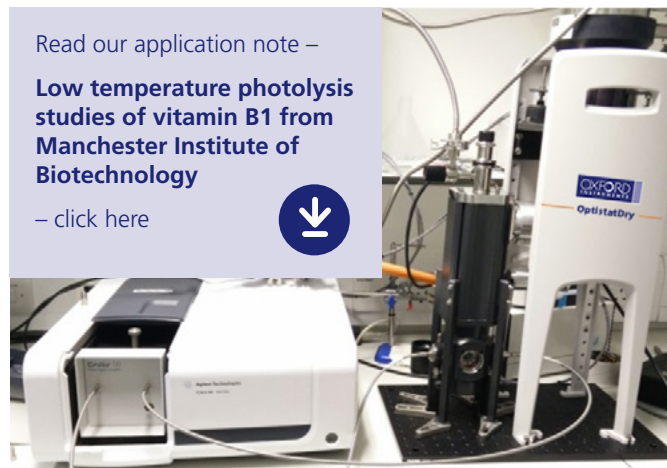 Read our application note –
Low temperature photolysis
studies of vitamin B1 from
Manchester Institute of
Biotechnology
– click here
OXFORD
INSTRUMENTS
OptistatDry
Agilent Technologies